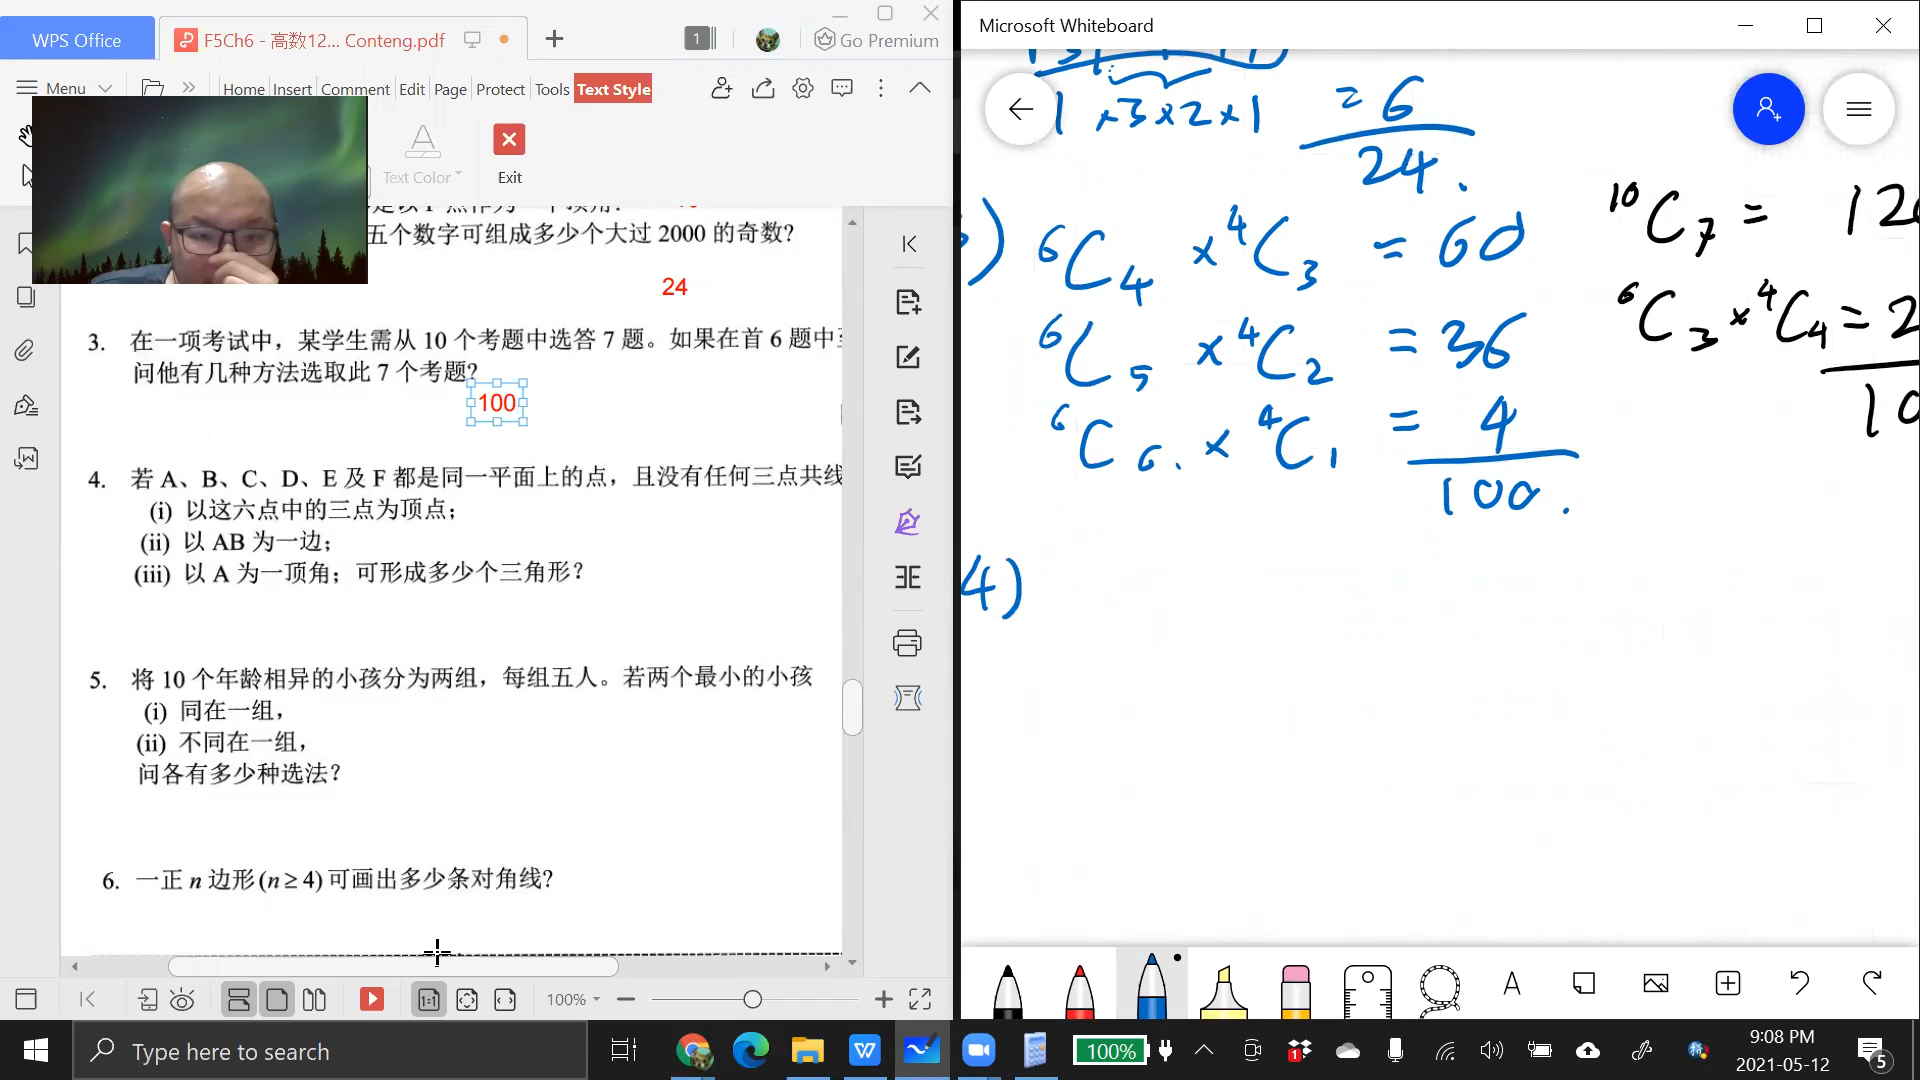 WPS Office
F5Ch6 - 高数12... Conteng.pdf
1
Go Premium
Menu
Home Insert Comment Edit Page Protect Tools Text Style
Text Color
Exit
五个数字可组成多少个大过 2000 的奇数?
24
3. 在一项考试中，某学生需从 10 个考题中选答 7 题。如果在首 6 题中
问他有几种方法选取此 7 个考题?
100
4. 若 A、B、C、D、E 及 F 都是同一平面上的点，且没有任何三点共线
(i) 以这六点中的三点为顶点;
(ii) 以 AB 为一边;
(iii) 以 A 为一顶角; 可形成多少个三角形?
5. 将 10 个年龄相异的小孩分为两组，每组五人。若两个最小的小孩
(i) 同在一组，
(ii) 不同在一组，
问各有多少种选法?
6. 一正 n 边形 (n ≥ 4) 可画出多少条对角线?
100%
Microsoft Whiteboard
1 ×3×2×1 = 6
24.
⁶C₄ ×⁴C₃ = 60
⁶C₅ ×⁴C₂ = 36
⁶C₆. × ⁴C₁ = 4
100.
¹⁰C₇ = 12
⁶C₃ ×⁴C₄ = 2
10
4)
Type here to search
100%
1
9:08 PM
2021-05-12
5